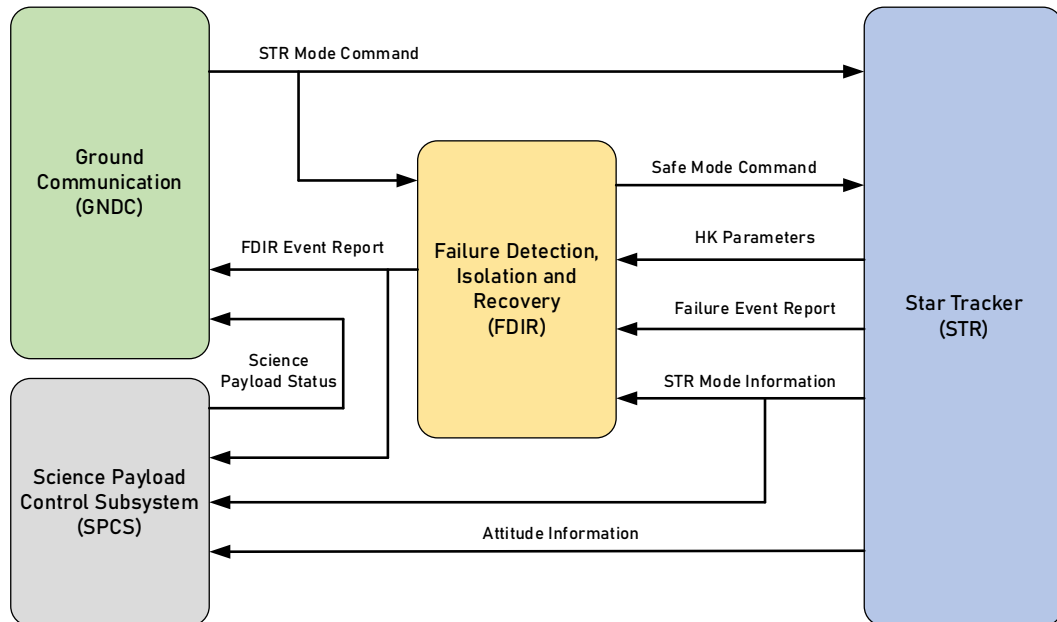 STR Mode Command
Ground
Communication
(GNDC)
Safe Mode Command
HK Parameters
FDIR Event Report
Failure Detection,
Isolation and
Recovery
(FDIR)
Failure Event Report
Star Tracker
(STR)
Science
Payload Status
STR Mode Information
Science Payload
Control Subsystem
(SPCS)
Attitude Information